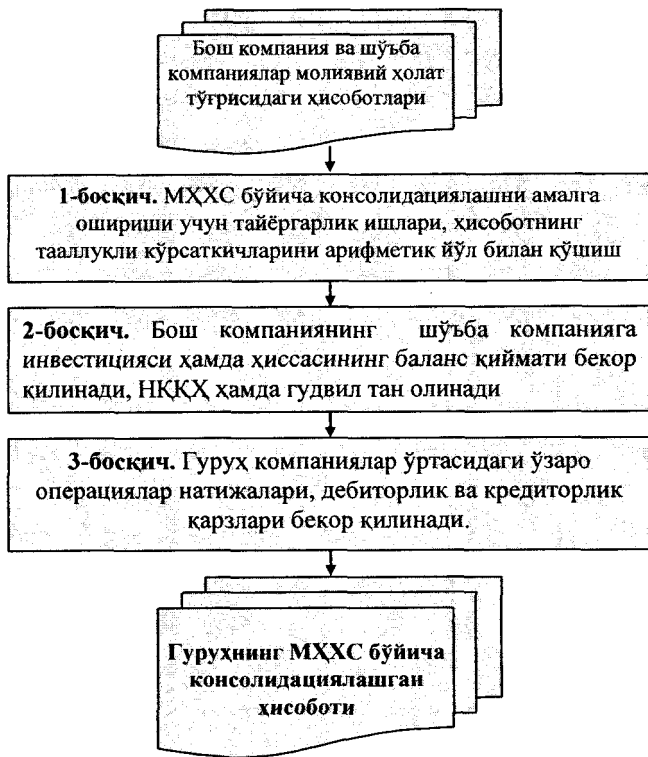 Бош компания ва шўъба
компаниялар молиявий ҳолат
тўғрисидаги ҳисоботлари
1-босқич. МҲХС бўйича консолидациялашни амалга
ошириши учун тайёргарлик ишлари, ҳисоботнинг
тааллуқли кўрсаткичларини арифметик йўл билан қўшиш
2-босқич. Бош компаниянинг шўъба компанияга
инвестицияси ҳамда ҳиссасининг баланс қиймати бекор
қилинади, НҚҚҲ ҳамда гудвил тан олинади
3-босқич. Гуруҳ компаниялар ўртасидаги ўзаро
операциялар натижалари, дебиторлик ва кредиторлик
қарзлари бекор қилинади.
Гуруҳнинг МҲХС бўйича
консолидациялашган
ҳисоботи